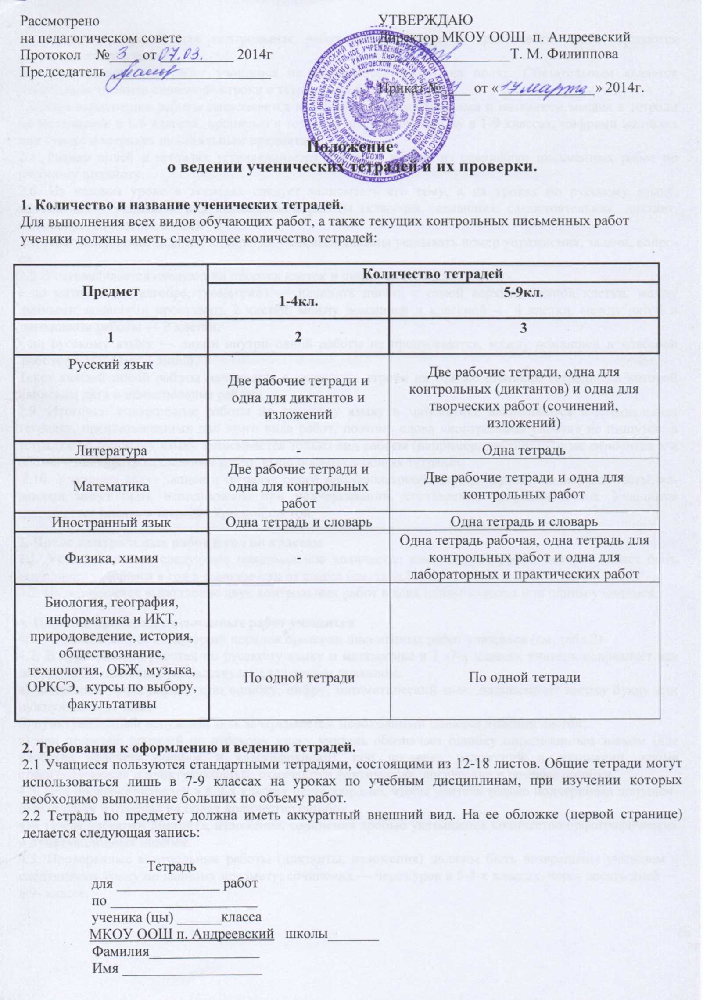 Рассмотрено
на педагогическом совете
Протокол № 3 от 07.03. 2014г
Председатель
УТВЕРЖДАЮ
Директор МКОУ ООШ п. Андреевский
Т. М. Филиппова
Приказ № от «17 марта» 2014г.
Положение
о ведении ученических тетрадей и их проверки.
1. Количество и название ученических тетрадей.
Для выполнения всех видов обучающих работ, а также текущих контрольных письменных работ
ученики должны иметь следующее количество тетрадей:
Предмет
Количество тетрадей
1-4кл.
5-9кл.
1
2
3
Русский язык
Две рабочие тетради и
одна для диктантов и
изложений
Две рабочие тетради, одна для
контрольных (диктантов) и одна для
творческих работ (сочинений,
изложений)
Литература
-
Одна тетрадь
Математика
Две рабочие тетради и
одна для контрольных
работ
Две рабочие тетради и одна для
контрольных работ
Иностранный язык
Одна тетрадь и словарь
Одна тетрадь и словарь
Физика, химия
-
Одна тетрадь рабочая, одна тетрадь для
контрольных работ и одна для
лабораторных и практических работ
Биология, география,
информатика и ИКТ,
природоведение, история,
обществознание,
технология, ОБЖ, музыка,
ОРКСЭ, курсы по выбору,
факультативы
По одной тетради
По одной тетради
2. Требования к оформлению и ведению тетрадей.
2.1 Учащиеся пользуются стандартными тетрадями, состоящими из 12-18 листов. Общие тетради могут
использоваться лишь в 7-9 классах на уроках по учебным дисциплинам, при изучении которых
необходимо выполнение больших по объему работ.
2.2 Тетрадь по предмету должна иметь аккуратный внешний вид. На ее обложке (первой странице)
делается следующая запись:
Тетрадь
для ______________ работ
по ____________________
ученика (цы) ______класса
МКОУ ООШ п. Андреевский школы_______
Фамилия_______________
Имя ___________________